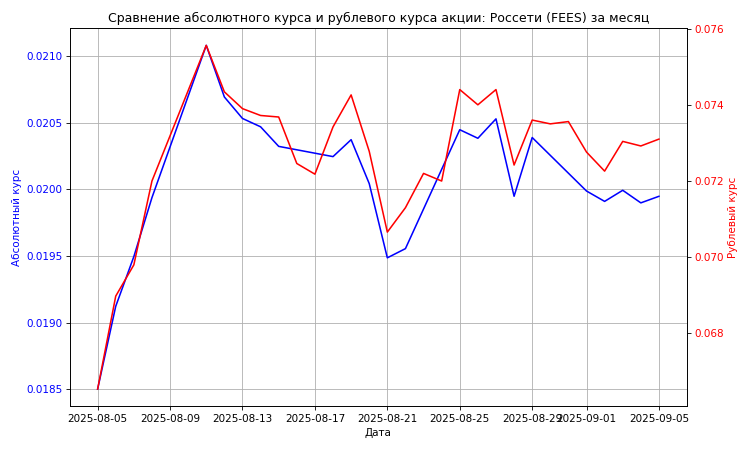 Сравнение абсолютного курса и рублевого курса акции: Россети (FEES) за месяц
Абсолютный курс
0.0210
0.0205
0.0200
0.0195
0.0190
0.0185
0.076
0.074
0.072
0.070
0.068
Рублевый курс
2025-08-05 2025-08-09 2025-08-13 2025-08-17 2025-08-21 2025-08-25 2025-08-29 2025-09-01 2025-09-05
Дата